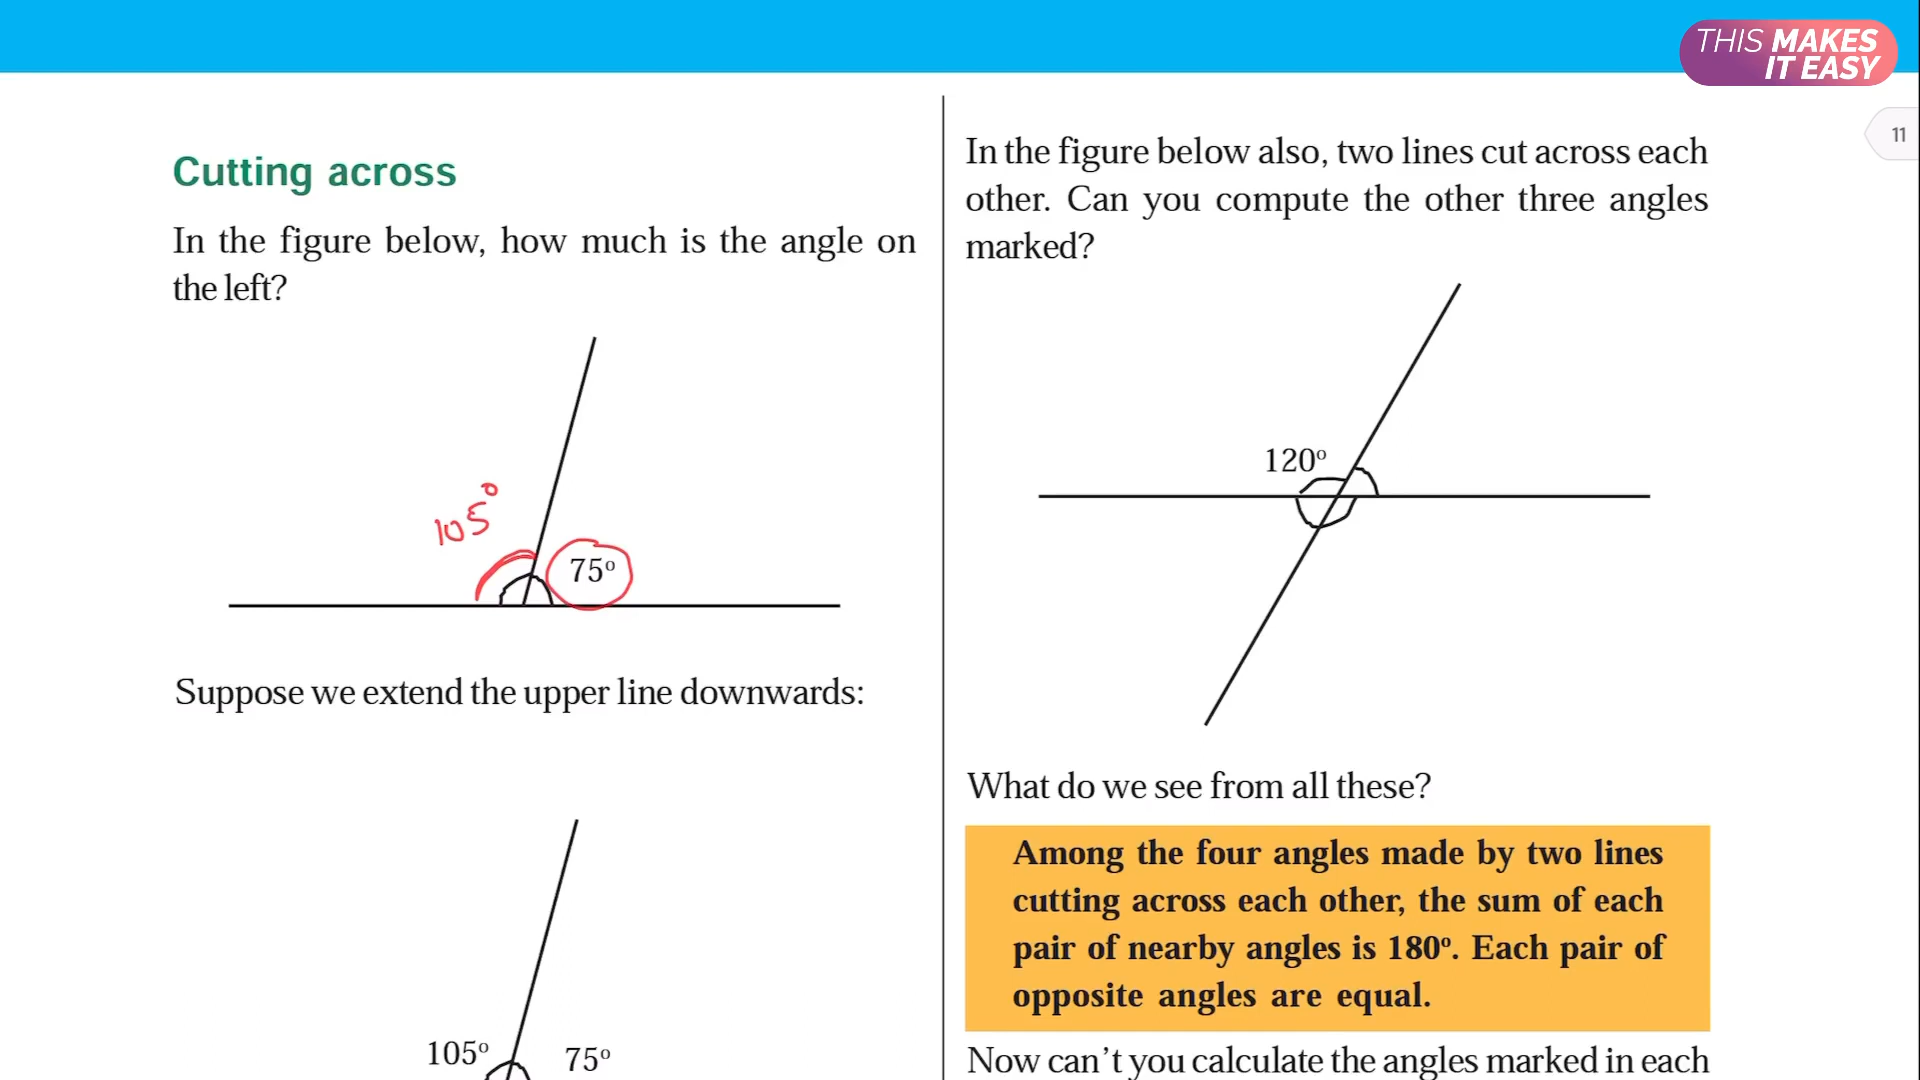 THIS MAKES
IT EASY
11
Cutting across
In the figure below, how much is the angle on
the left?
105°
75°
Suppose we extend the upper line downwards:
105°
75°
In the figure below also, two lines cut across each
other. Can you compute the other three angles
marked?
120°
What do we see from all these?
Among the four angles made by two lines
cutting across each other, the sum of each
pair of nearby angles is 180°. Each pair of
opposite angles are equal.
Now can't you calculate the angles marked in each